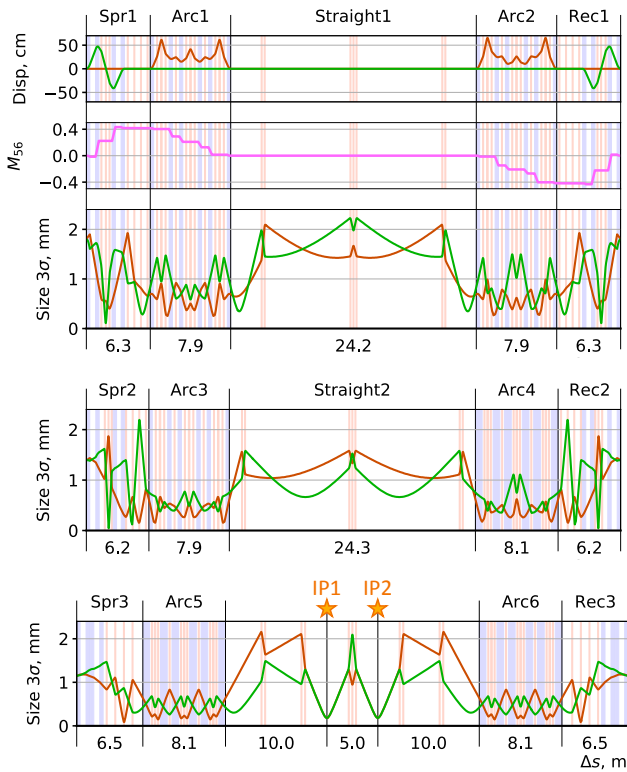 Spr1 Arc1 Straight1 Arc2 Rec1
Disp, cm
50
0
−50
M56
0.4
0.0
−0.4
Size 3σ, mm
2
1
0
6.3 7.9 24.2 7.9 6.3
Spr2 Arc3 Straight2 Arc4 Rec2
Size 3σ, mm
2
1
0
6.2 7.9 24.3 8.1 6.2
IP1 IP2
Spr3 Arc5 Arc6 Rec3
Size 3σ, mm
2
1
0
6.5 8.1 10.0 5.0 10.0 8.1 6.5
Δs, m